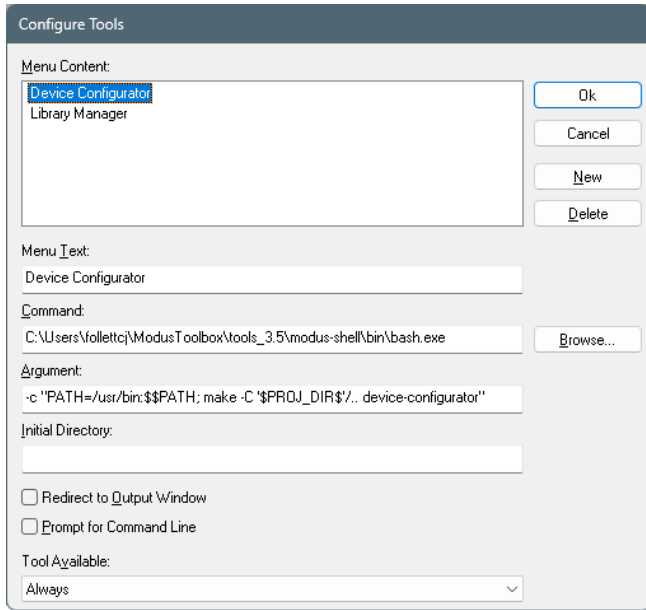 Configure Tools
Menu Content:
Device Configurator
Library Manager
Ok
Cancel
New
Delete
Menu Text:
Device Configurator
Command:
C:\Users\follettcj\ModusToolbox\tools_3.5\modus-shell\bin\bash.exe
Browse...
Argument:
-c "PATH=/usr/bin:$$PATH; make -C '$PROJ_DIR$'/.. device-configurator"
Initial Directory:
Redirect to Output Window
Prompt for Command Line
Tool Available:
Always